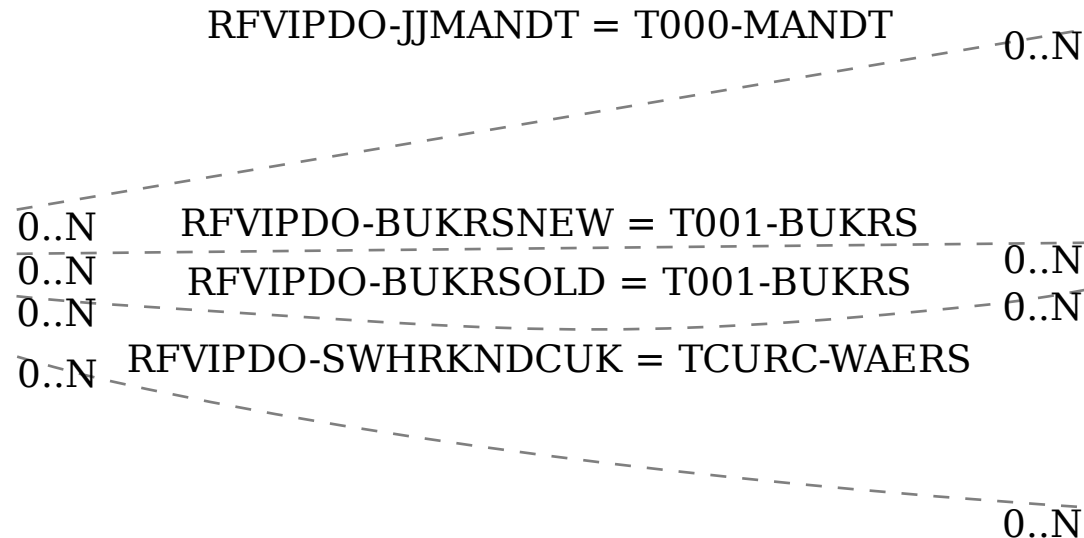 RFVIPDO-JJMANDT = T000-MANDT
0..N
0..N
RFVIPDO-BUKRSNEW = T001-BUKRS
0..N
0..N
RFVIPDO-BUKRSOLD = T001-BUKRS
0..N
0..N
RFVIPDO-SWHRKNDCUK = TCURC-WAERS
0..N
0..N